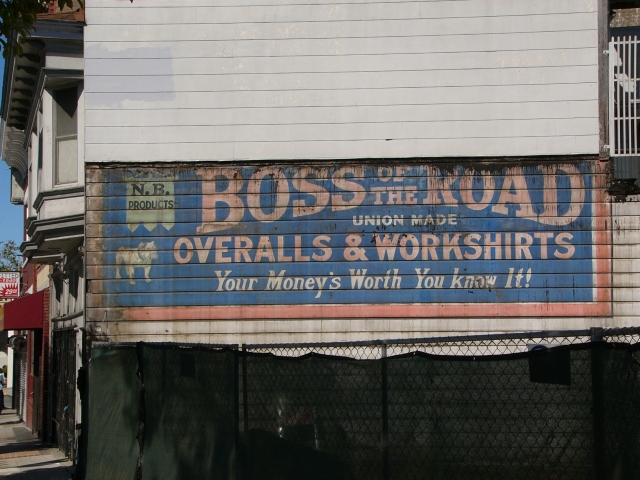 N.B.
PRODUCTS
BOSS OF THE ROAD
UNION MADE
OVERALLS & WORKSHIRTS
Your Money's Worth You know It!